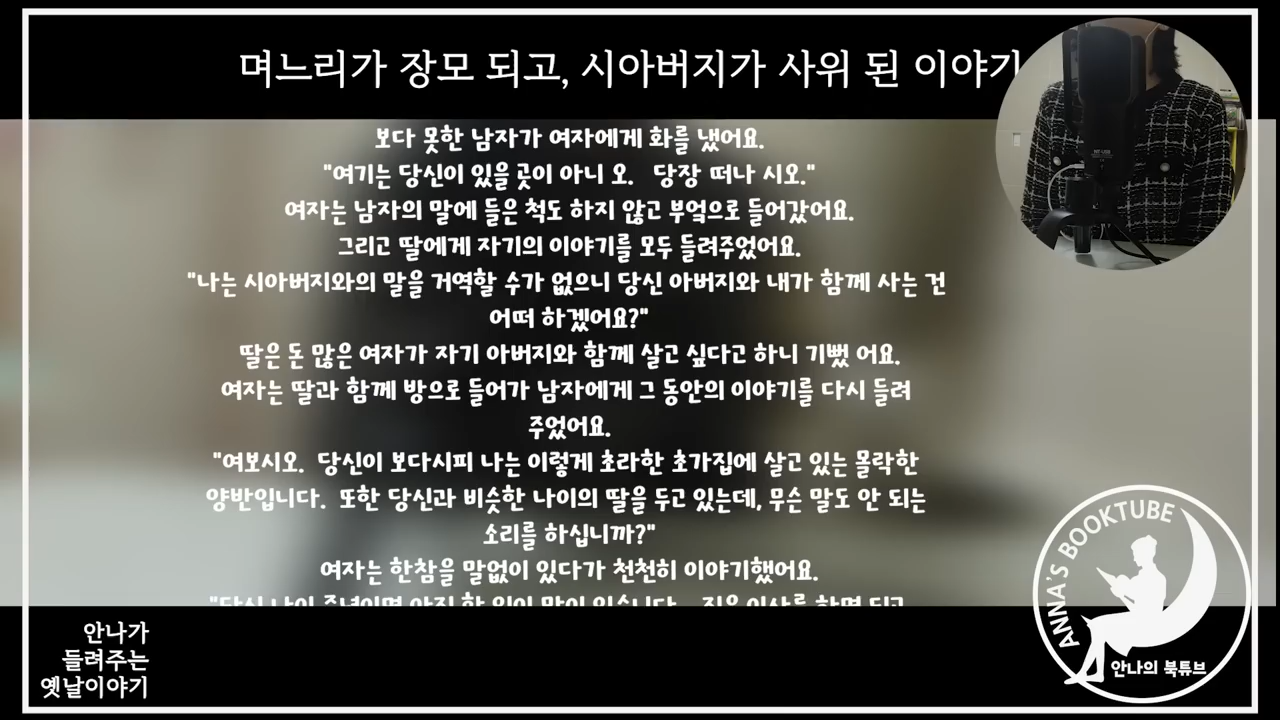 며느리가 장모 되고, 시아버지가 사위 된 이야기
보다 못한 남자가 여자에게 화를 냈어요.
"여기는 당신이 있을 곳이 아니 오.   당장 떠나 시오."
여자는 남자의 말에 들은 척도 하지 않고 부엌으로 들어갔어요.
그리고 딸에게 자기의 이야기를 모두 들려주었어요.
"나는 시아버지와의 말을 거역할 수가 없으니 당신 아버지와 내가 함께 사는 건
어떠 하겠어요?"
딸은 돈 많은 여자가 자기 아버지와 함께 살고 싶다고 하니 기뻤 어요.
여자는 딸과 함께 방으로 들어가 남자에게 그 동안의 이야기를 다시 들려
주었어요.
"여보시오.  당신이 보다시피 나는 이렇게 초라한 초가집에 살고 있는 몰락한
양반입니다.  또한 당신과 비슷한 나이의 딸을 두고 있는데, 무슨 말도 안 되는
소리를 하십니까?"
여자는 한참을 말없이 있다가 천천히 이야기했어요.
안나가
들려주는
옛날이야기
ANNA'S BOOKTUBE
안나의 북튜브